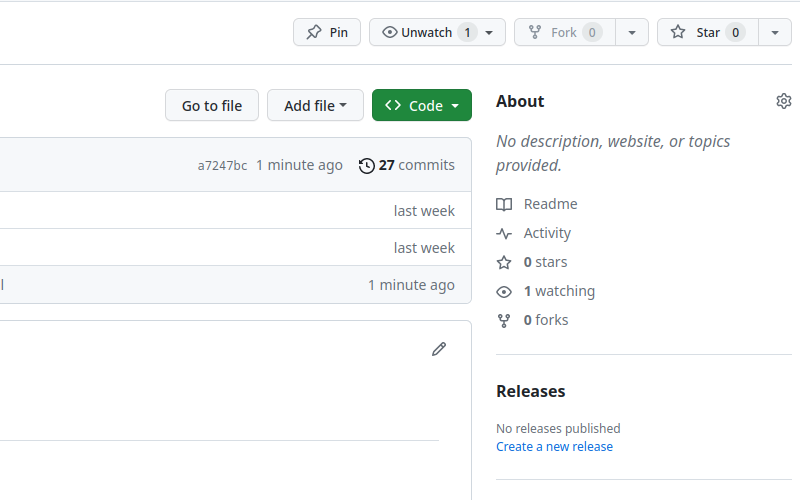 Pin
Unwatch 1
Fork 0
Star 0
Go to file
Add file
Code
a7247bc 1 minute ago 27 commits
last week
last week
l 1 minute ago
About
No description, website, or topics
provided.
Readme
Activity
0 stars
1 watching
0 forks
Releases
No releases published
Create a new release